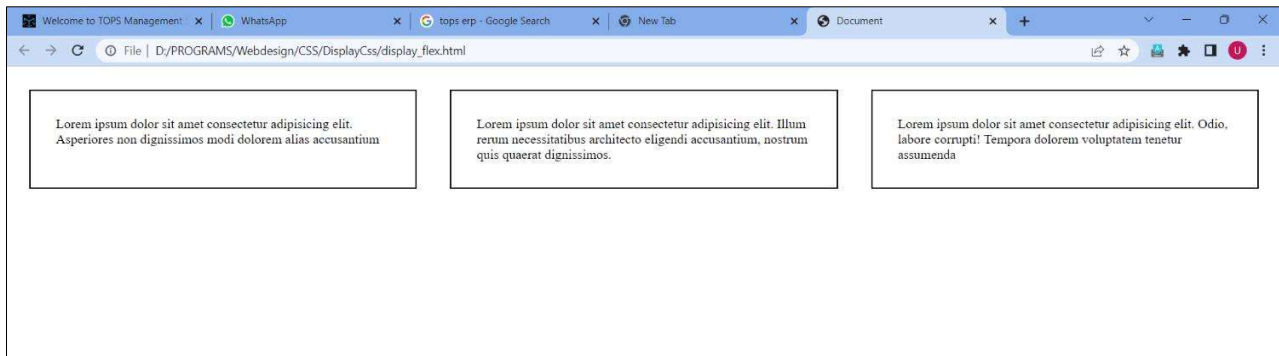 Welcome to TOPS Management
WhatsApp
tops erp - Google Search
New Tab
Document
File | D:/PROGRAMS/Webdesign/CSS/DisplayCss/display_flex.html
U
Lorem ipsum dolor sit amet consectetur adipisicing elit.
Asperiores non dignissimos modi dolorem alias accusantium
Lorem ipsum dolor sit amet consectetur adipisicing elit. Illum
rerum necessitatibus architecto eligendi accusantium, nostrum
quis quaerat dignissimos.
Lorem ipsum dolor sit amet consectetur adipisicing elit. Odio,
labore corrupti! Tempora dolorem voluptatem tenetur
assumenda